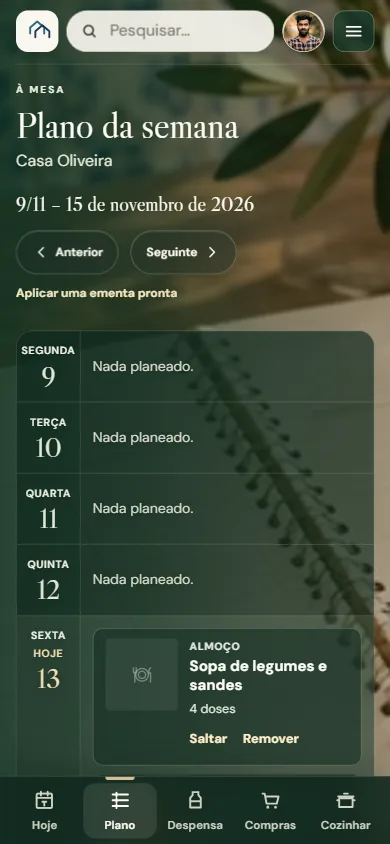 Pesquisar...
À MESA
Plano da semana
Casa Oliveira
9/11 – 15 de novembro de 2026
Anterior
Seguinte
Aplicar uma ementa pronta
SEGUNDA
9
Nada planeado.
TERÇA
10
Nada planeado.
QUARTA
11
Nada planeado.
QUINTA
12
Nada planeado.
SEXTA
HOJE
13
ALMOÇO
Sopa de legumes e
sandes
4 doses
Saltar Remover
Hoje
Plano
Despensa
Compras
Cozinhar